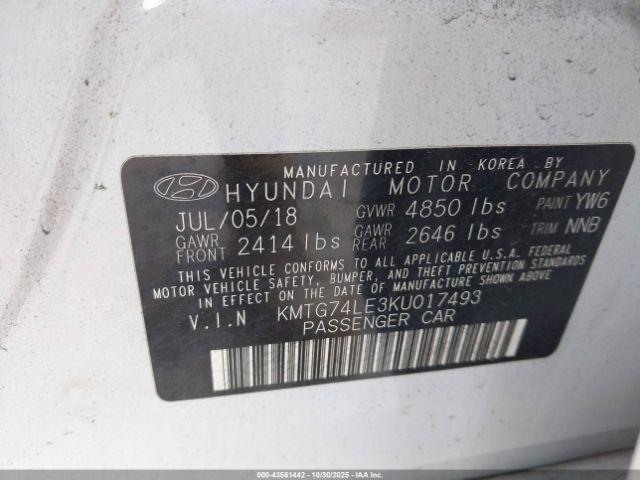 MANUFACTURED IN KOREA BY
HYUNDAI MOTOR COMPANY
JUL/05/18 GVWR 4850 lbs PAINT YW6
GAWR FRONT 2414 lbs GAWR REAR 2646 lbs TRIM NNB
THIS VEHICLE CONFORMS TO ALL APPLICABLE U.S.A. FEDERAL
MOTOR VEHICLE SAFETY, BUMPER, AND THEFT PREVENTION STANDARDS
IN EFFECT ON THE DATE OF MANUFACTURE SHOWN ABOVE
V.I.N KMTG74LE3KU017493
PASSENGER CAR
000-43561442 - 10/30/2025 - IAAI.com